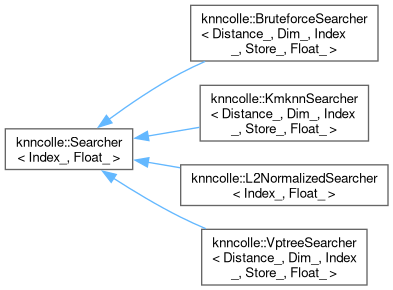 knncolle::BruteforceSearcher
< Distance_, Dim_, Index
_, Store_, Float_ >
knncolle::KmknnSearcher
< Distance_, Dim_, Index
_, Store_, Float_ >
knncolle::Searcher
< Index_, Float_ >
knncolle::L2NormalizedSearcher
< Index_, Float_ >
knncolle::VptreeSearcher
< Distance_, Dim_, Index
_, Store_, Float_ >